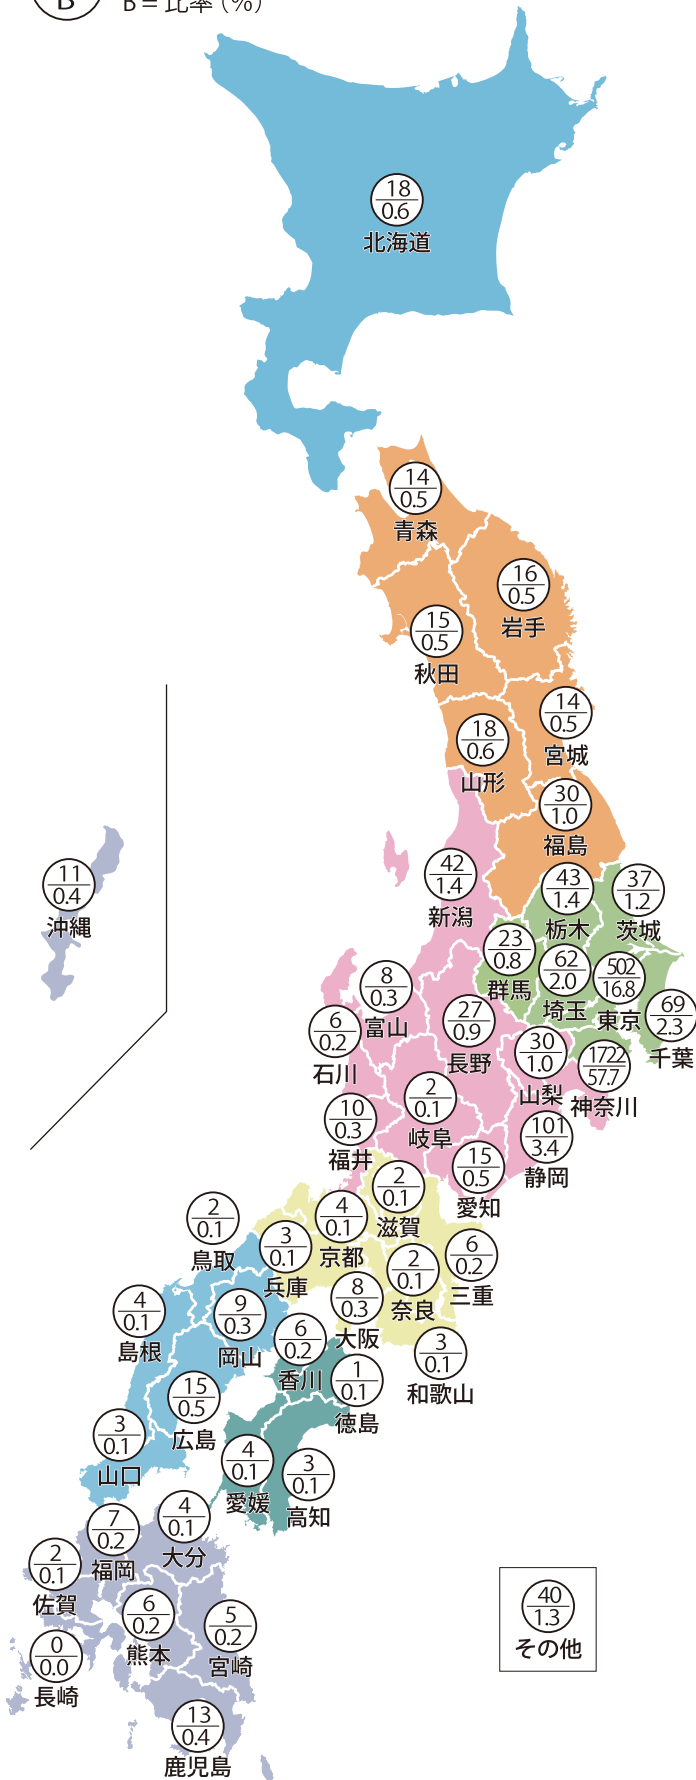 B
B = 比率（%）
18
0.6
北海道
14
0.5
青森
16
0.5
岩手
15
0.5
秋田
14
0.5
宮城
18
0.6
山形
30
1.0
福島
11
0.4
沖縄
42
1.4
新潟
43
1.4
栃木
37
1.2
茨城
23
0.8
群馬
62
2.0
埼玉
502
16.8
東京
69
2.3
千葉
8
0.3
富山
27
0.9
長野
6
0.2
石川
30
1.0
山梨
1722
57.7
神奈川
2
0.1
岐阜
10
0.3
福井
101
3.4
静岡
15
0.5
愛知
2
0.1
滋賀
2
0.1
鳥取
4
0.1
京都
3
0.1
兵庫
6
0.2
三重
2
0.1
奈良
8
0.3
大阪
4
0.1
島根
9
0.3
岡山
6
0.2
香川
3
0.1
和歌山
1
0.1
徳島
15
0.5
広島
3
0.1
山口
4
0.1
愛媛
3
0.1
高知
7
0.2
福岡
4
0.1
大分
2
0.1
佐賀
6
0.2
熊本
5
0.2
宮崎
0
0.0
長崎
13
0.4
鹿児島
40
1.3
その他